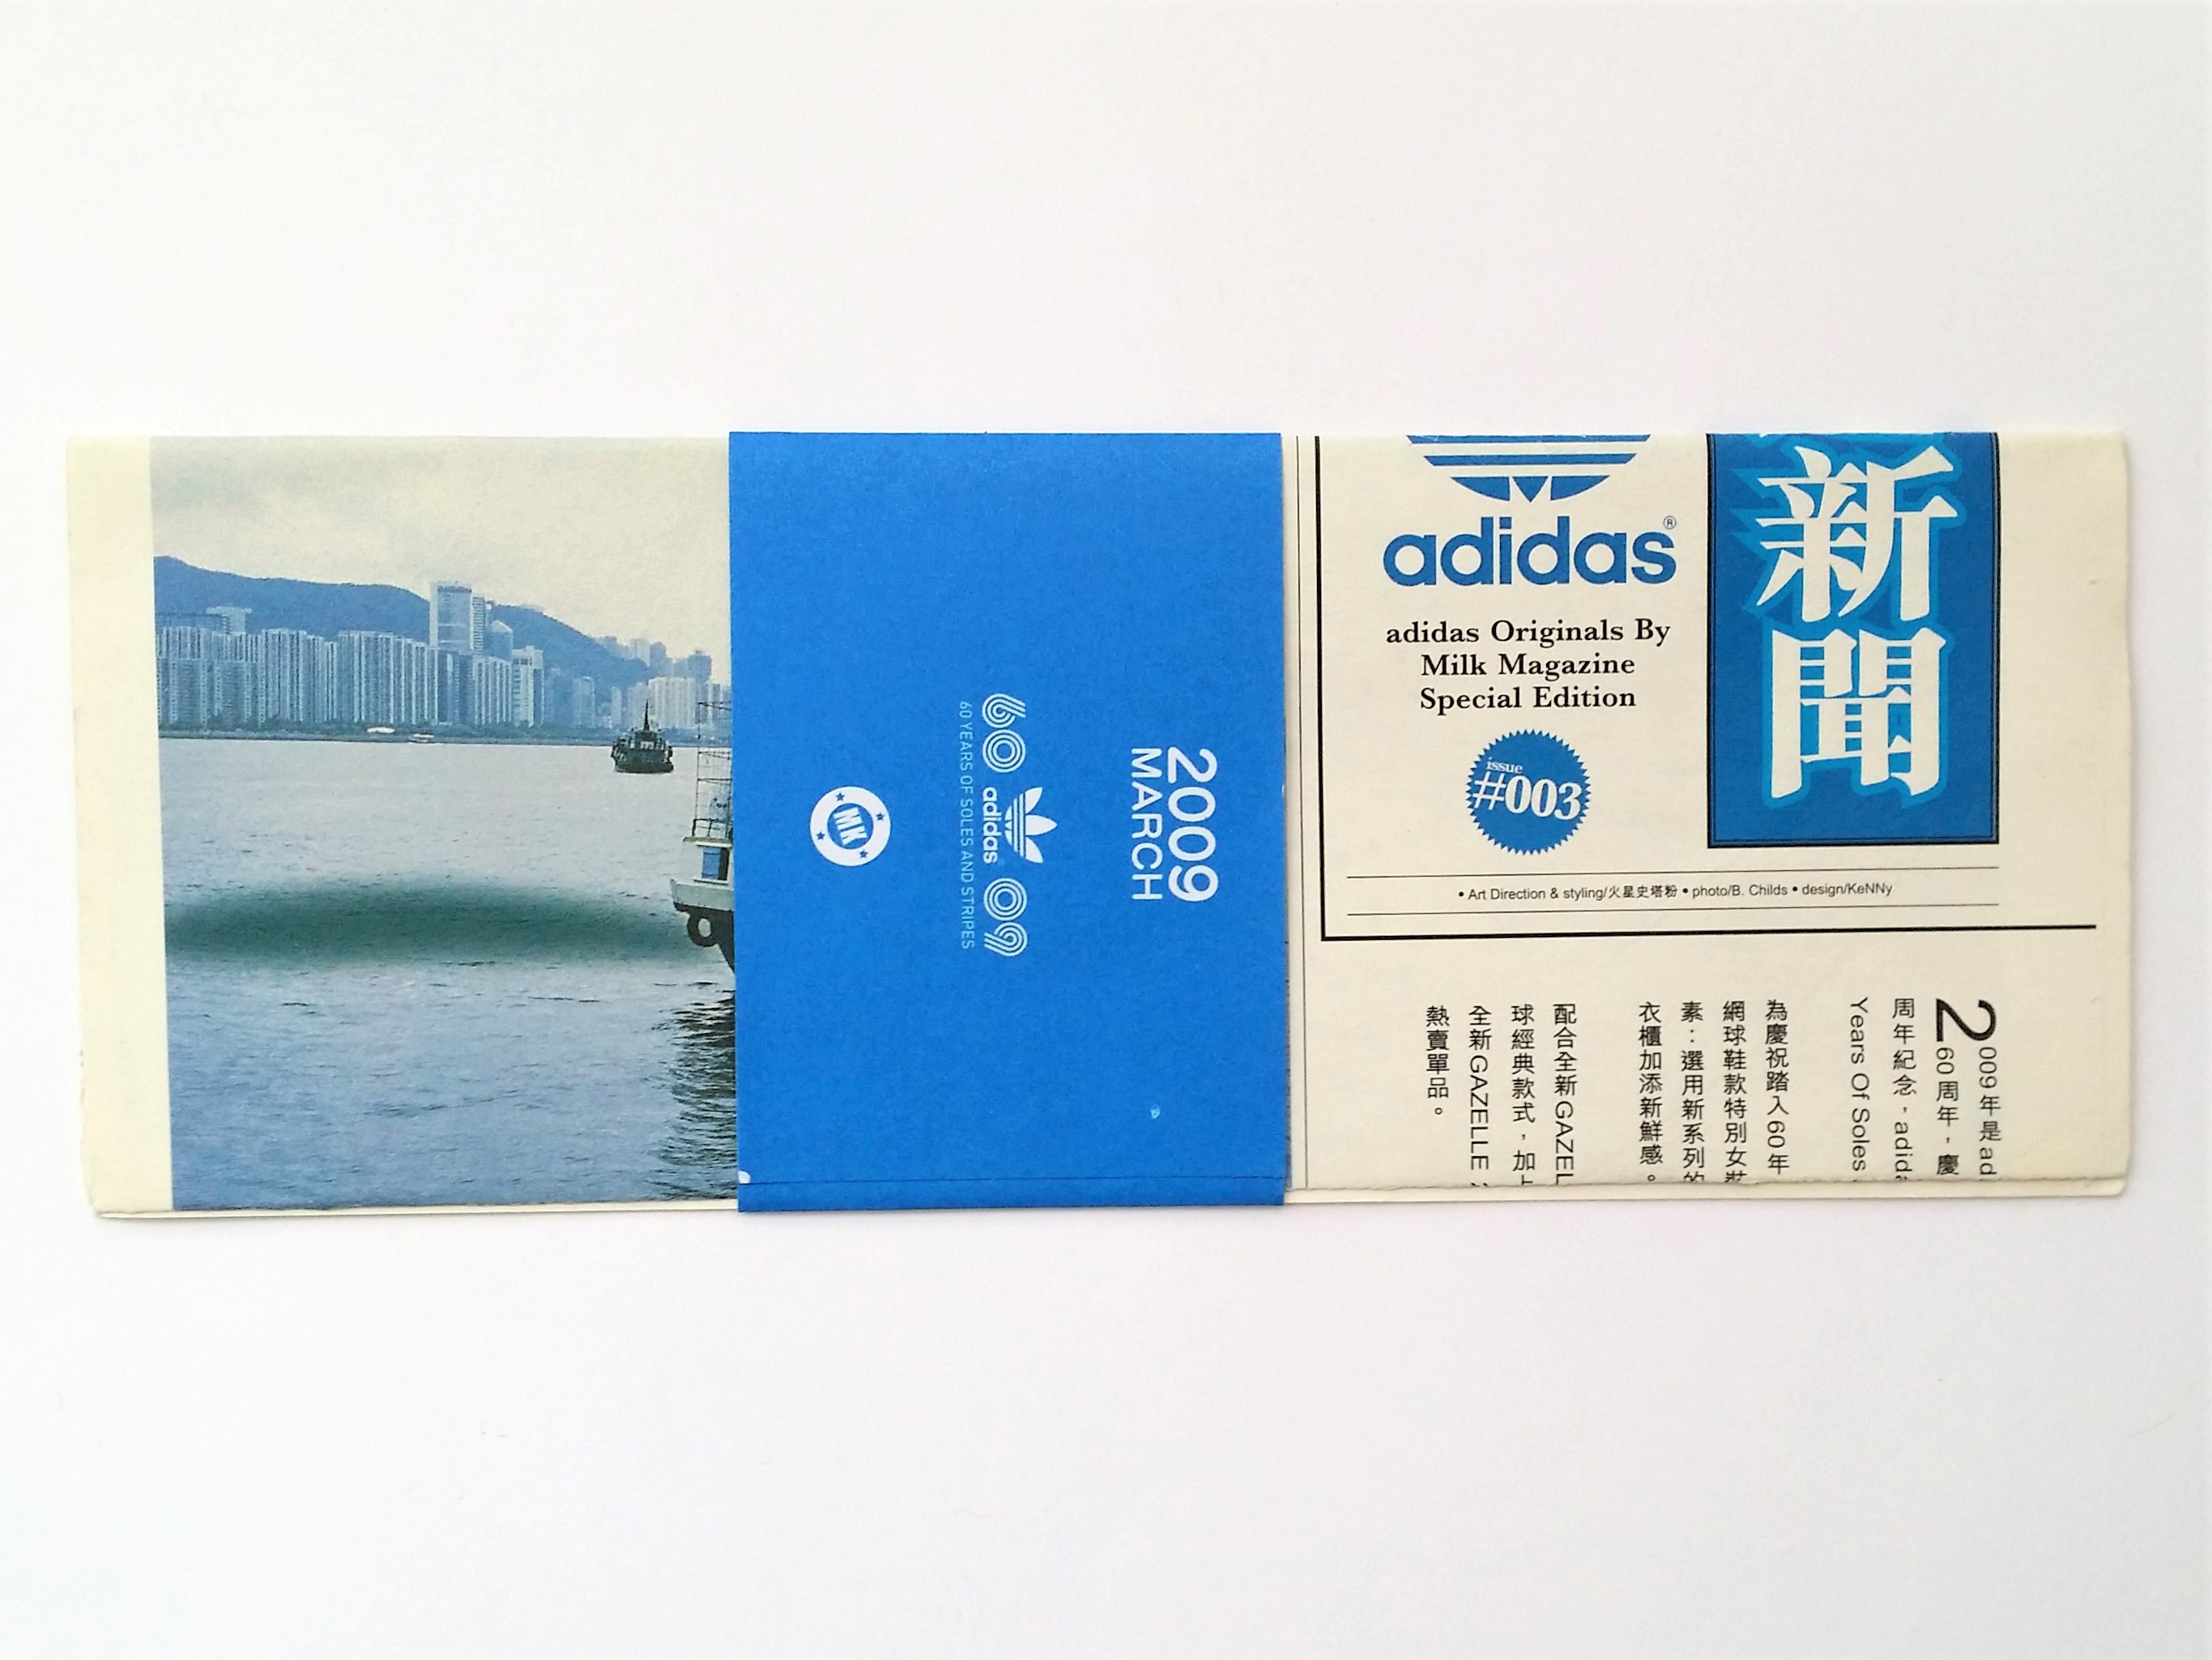 2009
MARCH
60 adidas 09
60 YEARS OF SOLES AND STRIPES
MK
adidas®
adidas Originals By
Milk Magazine
Special Edition
issue
#003
新聞
• Art Direction & styling/火星史塔粉 • photo/B. Childs • design/KeNNy
2009年是ad
60周年，慶
周年紀念，adida
Years Of Soles
為慶祝踏入60年
網球鞋款特別女裝
素：選用新系列的
衣櫃加添新鮮感。
配合全新GAZEL
球經典款式，加上
全新GAZELLE 2
熱賣單品。